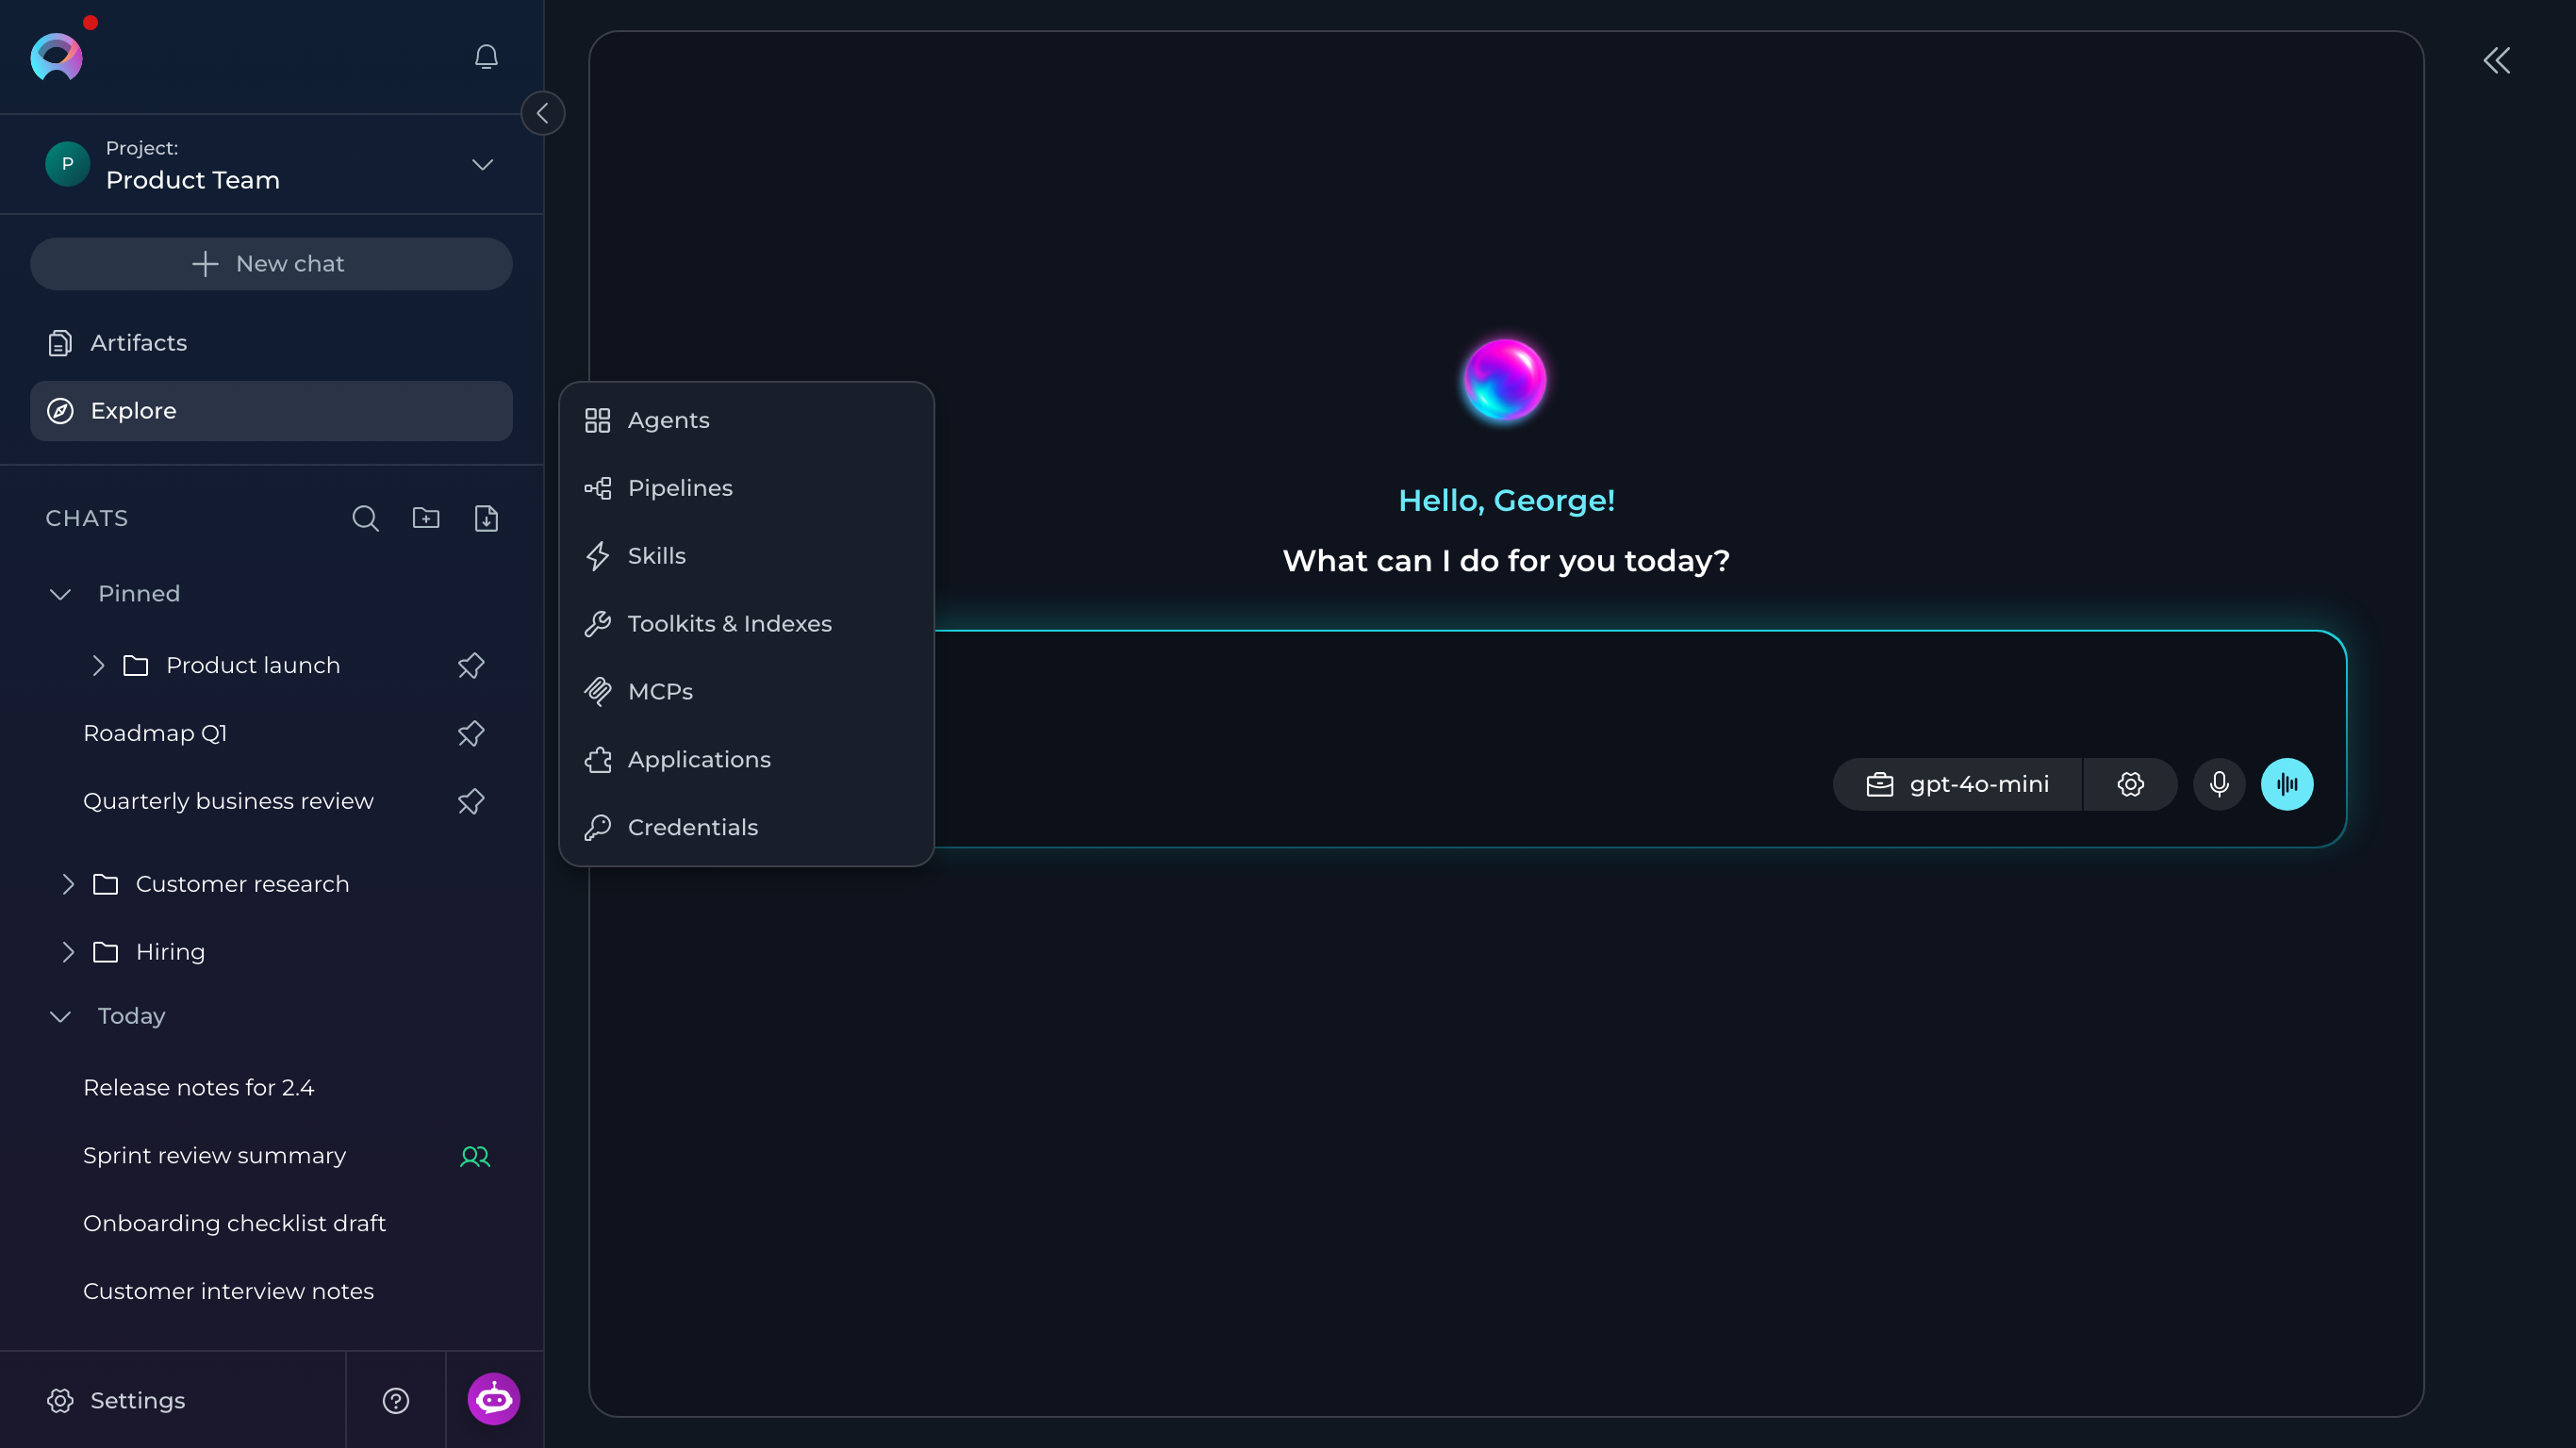 P
Project:
Product Team
New chat
Artifacts
Explore
CHATS
Pinned
Product launch
Roadmap Q1
Quarterly business review
Customer research
Hiring
Today
Release notes for 2.4
Sprint review summary
Onboarding checklist draft
Customer interview notes
Settings
Agents
Pipelines
Skills
Toolkits & Indexes
MCPs
Applications
Credentials
Hello, George!
What can I do for you today?
gpt-4o-mini